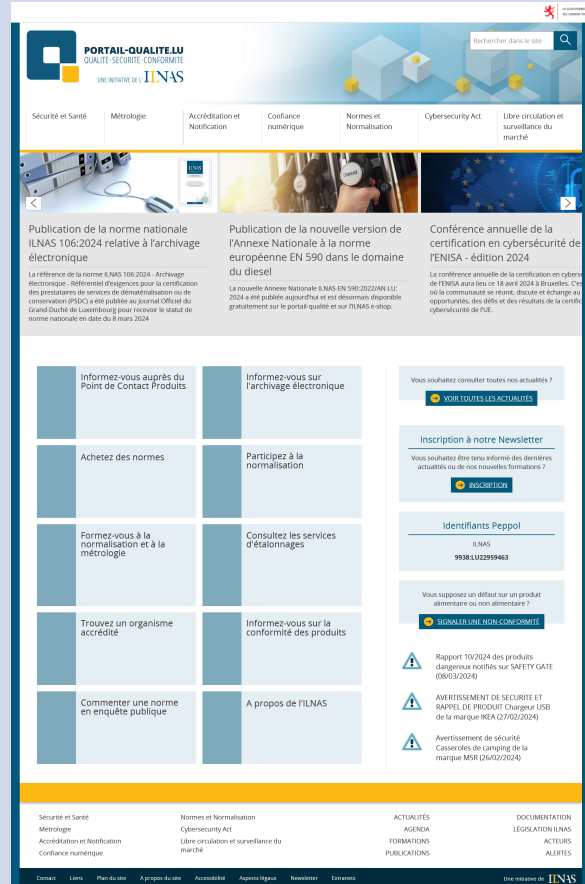 PORTAIL-QUALITE.LU
QUALITE·SECURITE·CONFORMITE
UNE INITIATIVE DE L' ILNAS
Rechercher dans le site
Sécurité et Santé
Métrologie
Accréditation et
Notification
Confiance
numérique
Normes et
Normalisation
Cybersecurity Act
Libre circulation et
surveillance du
marché
ILNAS
Diesel
Publication de la norme nationale
ILNAS 106:2024 relative à l'archivage
électronique
La référence de la norme ILNAS 106:2024 - Archivage
électronique - Référentiel d'exigences pour la certification
des prestataires de services de dématérialisation ou de
conservation (PSDC) a été publiée au Journal Officiel du
Grand-Duché de Luxembourg pour recevoir le statut de
norme nationale en date du 8 mars 2024
Publication de la nouvelle version de
l'Annexe Nationale à la norme
européenne EN 590 dans le domaine
du diesel
La nouvelle Annexe Nationale ILNAS-EN 590:2022/AN-LU:
2024 a été publiée aujourd'hui et est désormais disponible
gratuitement sur le portail-qualité et sur l'ILNAS e-shop.
Conférence annuelle de la
certification en cybersécurité de
l'ENISA - édition 2024
La conférence annuelle de la certification en cybers
de l'ENISA aura lieu ce 18 avril 2024 à Bruxelles. C'es
où la communauté se réunit, discute et échange au
opportunités, des défis et des résultats de la certific
cybersécurité de l'UE.
Informez-vous auprès du
Point de Contact Produits
Informez-vous sur
l'archivage électronique
Achetez des normes
Participez à la
normalisation
Formez-vous à la
normalisation et à la
métrologie
Consultez les services
d'étalonnages
Trouvez un organisme
accrédité
Informez-vous sur la
conformité des produits
Commenter une norme
en enquête publique
A propos de l'ILNAS
Vous souhaitez consulter toutes nos actualités ?
VOIR TOUTES LES ACTUALITÉS
Inscription à notre Newsletter
Vous souhaitez être tenu informé des dernières
actualités ou de nos nouvelles formations ?
INSCRIPTION
Identifiants Peppol
ILNAS
9938:LU22959463
Vous supposez un défaut sur un produit
alimentaire ou non alimentaire ?
SIGNALER UNE NON-CONFORMITÉ
Rapport 10/2024 des produits
dangereux notifiés sur SAFETY GATE
(08/03/2024)
AVERTISSEMENT DE SECURITE ET
RAPPEL DE PRODUIT Chargeur USB
de la marque IKEA (27/02/2024)
Avertissement de sécurité
Casseroles de camping de la
marque MSR (26/02/2024)
Sécurité et Santé
Métrologie
Accréditation et Notification
Confiance numérique
Normes et Normalisation
Cybersecurity Act
Libre circulation et surveillance du
marché
ACTUALITÉS
AGENDA
FORMATIONS
PUBLICATIONS
DOCUMENTATION
LÉGISLATION ILNAS
ACTEURS
ALERTES
Contact Liens Plan du site A propos du site Accessibilité Aspects légaux Newsletter Extranets
Une initiative de ILNAS